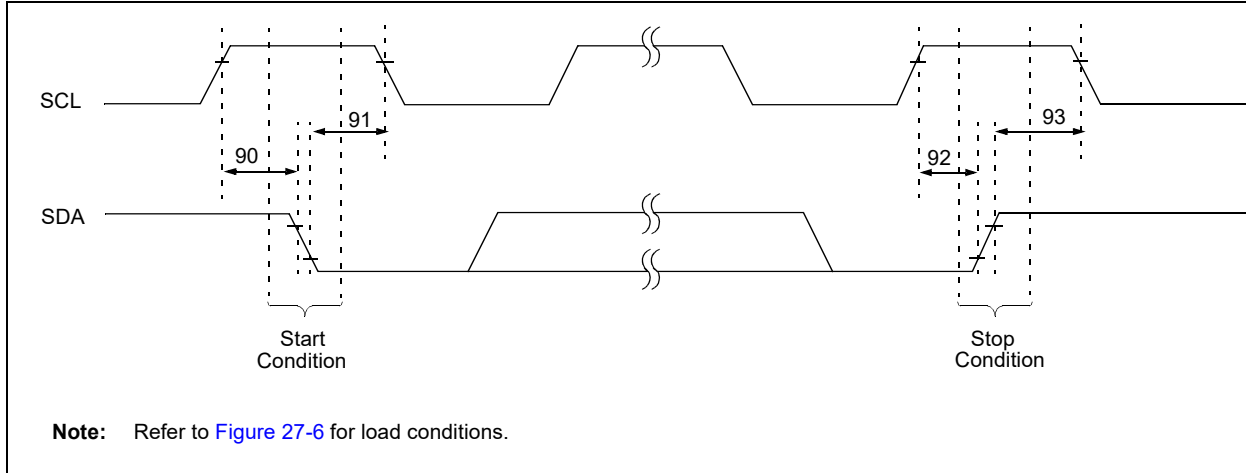 SCL
91
93
90
92
SDA
Start
Condition
Stop
Condition
Note: Refer to Figure 27-6 for load conditions.